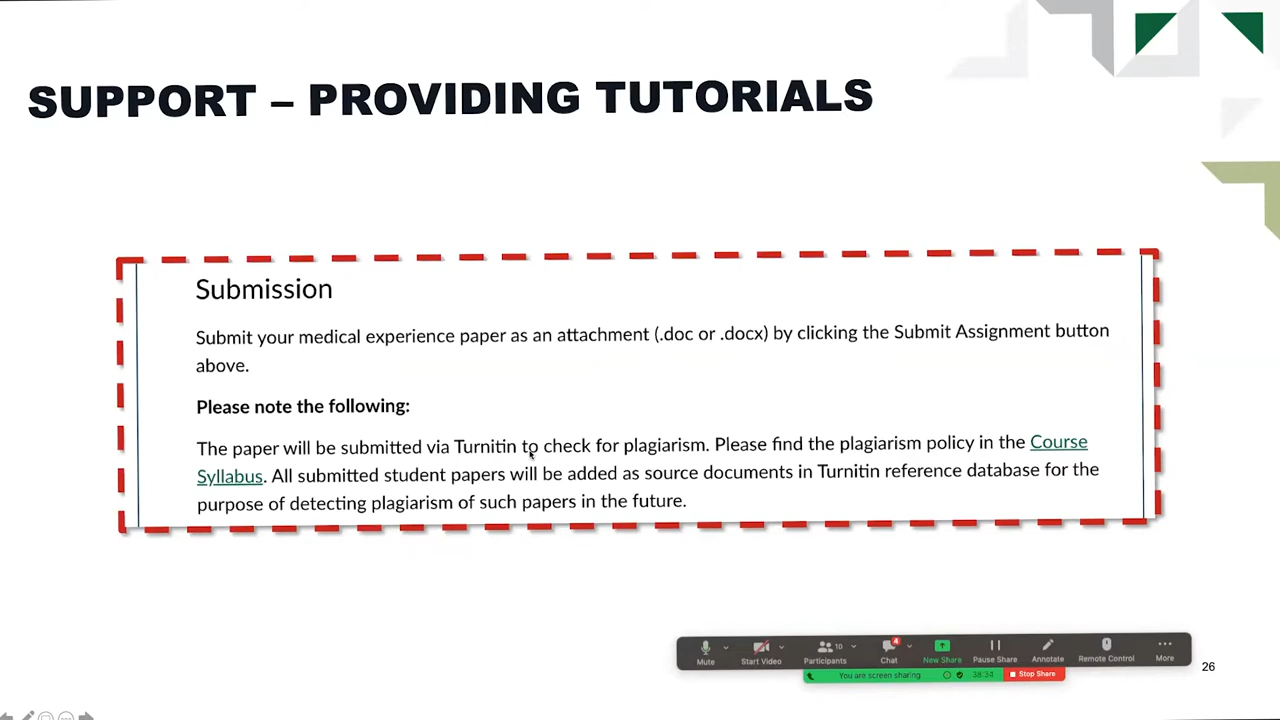 SUPPORT – PROVIDING TUTORIALS
Submission
Submit your medical experience paper as an attachment (.doc or .docx) by clicking the Submit Assignment button
above.
Please note the following:
The paper will be submitted via Turnitin to check for plagiarism. Please find the plagiarism policy in the Course
Syllabus. All submitted student papers will be added as source documents in Turnitin reference database for the
purpose of detecting plagiarism of such papers in the future.
10
4
Mute
Start Video
Participants
Chat
New Share
Pause Share
Annotate
Remote Control
More
You are screen sharing
38:34
Stop Share
26